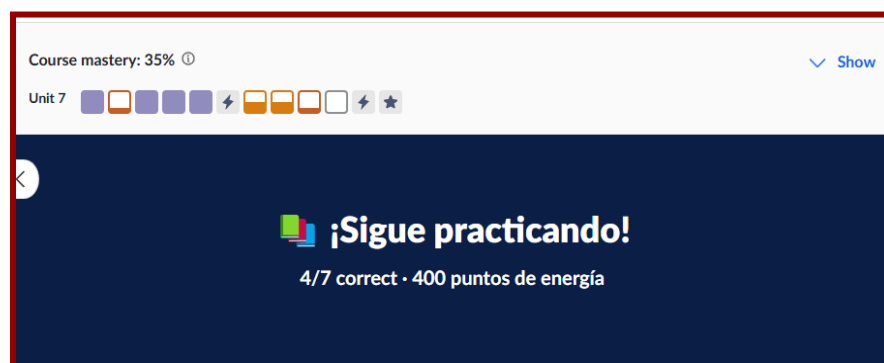 Course mastery: 35%
Show
Unit 7
¡Sigue practicando!
4/7 correct · 400 puntos de energía